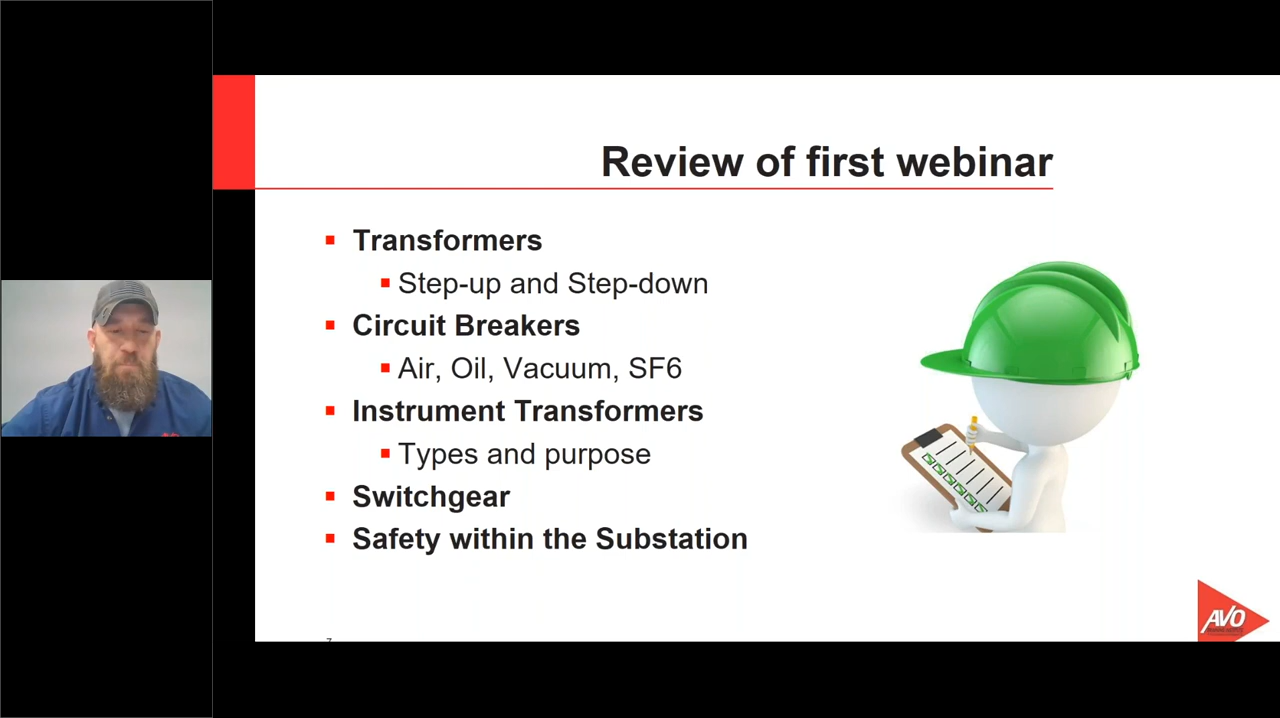 Review of first webinar
Transformers
Step-up and Step-down
Circuit Breakers
Air, Oil, Vacuum, SF6
Instrument Transformers
Types and purpose
Switchgear
Safety within the Substation
AVO